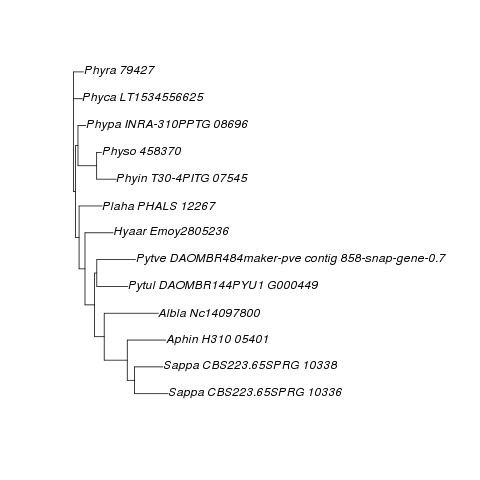 Phyra 79427
Phyca LT1534556625
Phypa INRA-310PPTG 08696
Physo 458370
Phyin T30-4PITG 07545
Plaha PHALS 12267
Hyaar Emoy2805236
Pytve DAOMBR484maker-pve contig 858-snap-gene-0.7
Pytul DAOMBR144PYU1 G000449
Albla Nc14097800
Aphin H310 05401
Sappa CBS223.65SPRG 10338
Sappa CBS223.65SPRG 10336